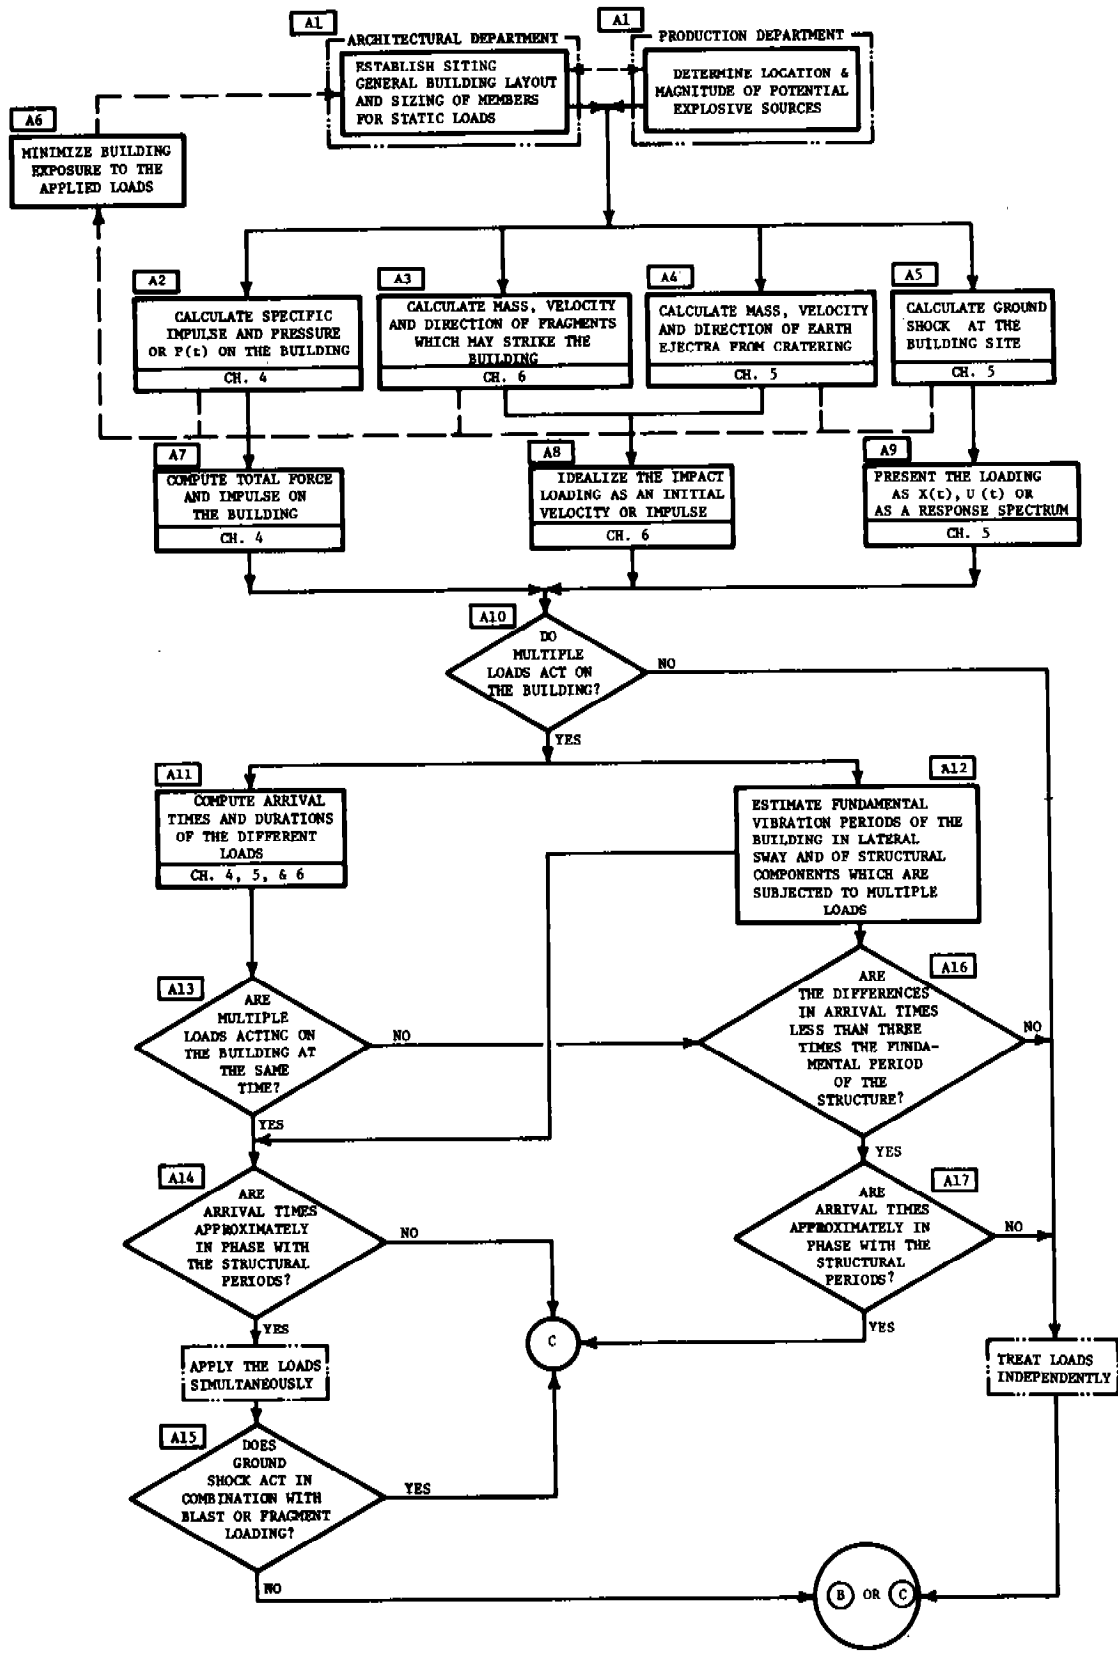 A1
A1
ARCHITECTURAL DEPARTMENT
PRODUCTION DEPARTMENT
ESTABLISH SITING
GENERAL BUILDING LAYOUT
AND SIZING OF MEMBERS
FOR STATIC LOADS
DETERMINE LOCATION &
MAGNITUDE OF POTENTIAL
EXPLOSIVE SOURCES
A6
MINIMIZE BUILDING
EXPOSURE TO THE
APPLIED LOADS
A2
CALCULATE SPECIFIC
IMPULSE AND PRESSURE
OR P(t) ON THE BUILDING
CH. 4
A3
CALCULATE MASS, VELOCITY
AND DIRECTION OF FRAGMENTS
WHICH MAY STRIKE THE
BUILDING
CH. 6
A4
CALCULATE MASS, VELOCITY
AND DIRECTION OF EARTH
EJECTRA FROM CRATERING
CH. 5
A5
CALCULATE GROUND
SHOCK AT THE
BUILDING SITE
CH. 5
A7
COMPUTE TOTAL FORCE
AND IMPULSE ON
THE BUILDING
CH. 4
A8
IDEALIZE THE IMPACT
LOADING AS AN INITIAL
VELOCITY OR IMPULSE
CH. 6
A9
PRESENT THE LOADING
AS X(t), U (t) OR
AS A RESPONSE SPECTRUM
CH. 5
A10
DO
MULTIPLE
LOADS ACT ON
THE BUILDING?
NO
YES
A11
COMPUTE ARRIVAL
TIMES AND DURATIONS
OF THE DIFFERENT
LOADS
CH. 4, 5, & 6
A12
ESTIMATE FUNDAMENTAL
VIBRATION PERIODS OF THE
BUILDING IN LATERAL
SWAY AND OF STRUCTURAL
COMPONENTS WHICH ARE
SUBJECTED TO MULTIPLE
LOADS
A13
ARE
MULTIPLE
LOADS ACTING ON
THE BUILDING AT
THE SAME
TIME?
NO
YES
A16
ARE
THE DIFFERENCES
IN ARRIVAL TIMES
LESS THAN THREE
TIMES THE FUNDA-
MENTAL PERIOD
OF THE
STRUCTURE?
NO
YES
A14
ARE
ARRIVAL TIMES
APPROXIMATELY
IN PHASE WITH
THE STRUCTURAL
PERIODS?
NO
YES
A17
ARE
ARRIVAL TIMES
APPROXIMATELY IN
PHASE WITH THE
STRUCTURAL
PERIODS?
NO
YES
C
APPLY THE LOADS
SIMULTANEOUSLY
TREAT LOADS
INDEPENDENTLY
A15
DOES
GROUND
SHOCK ACT IN
COMBINATION WITH
BLAST OR FRAGMENT
LOADING?
YES
NO
B OR C